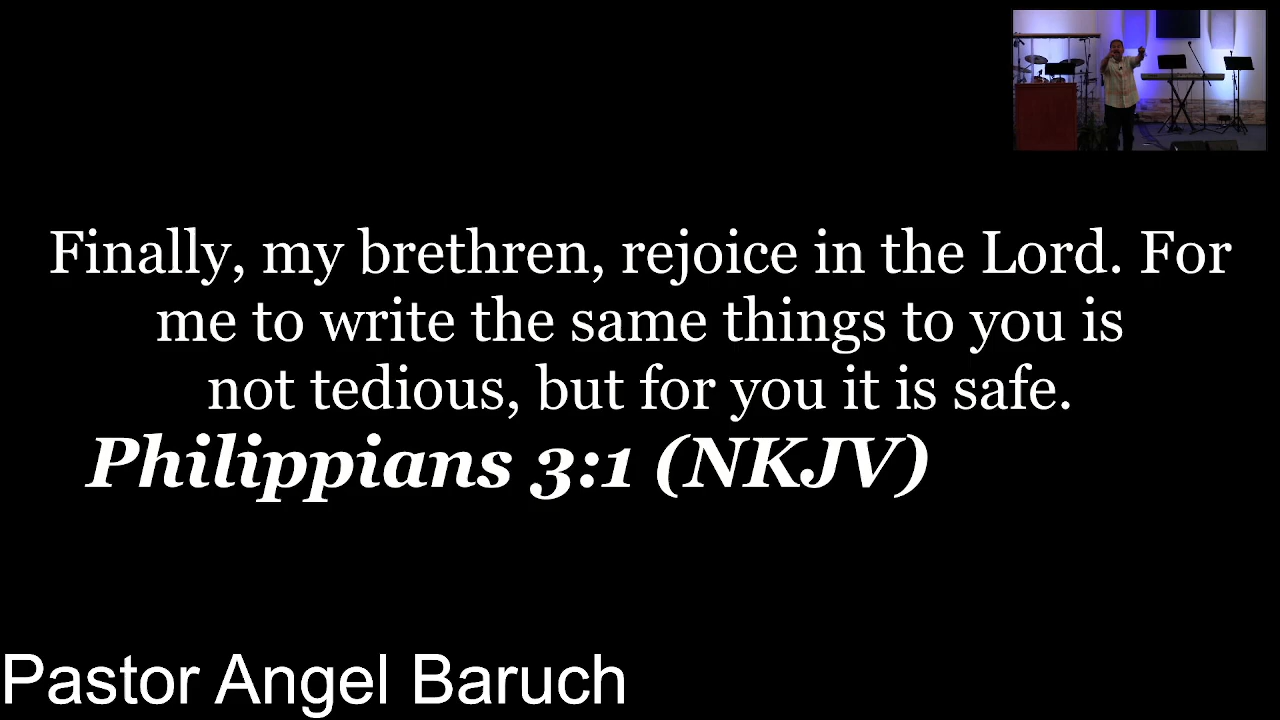 Finally, my brethren, rejoice in the Lord. For
me to write the same things to you is
not tedious, but for you it is safe.
Philippians 3:1 (NKJV)
Pastor Angel Baruch